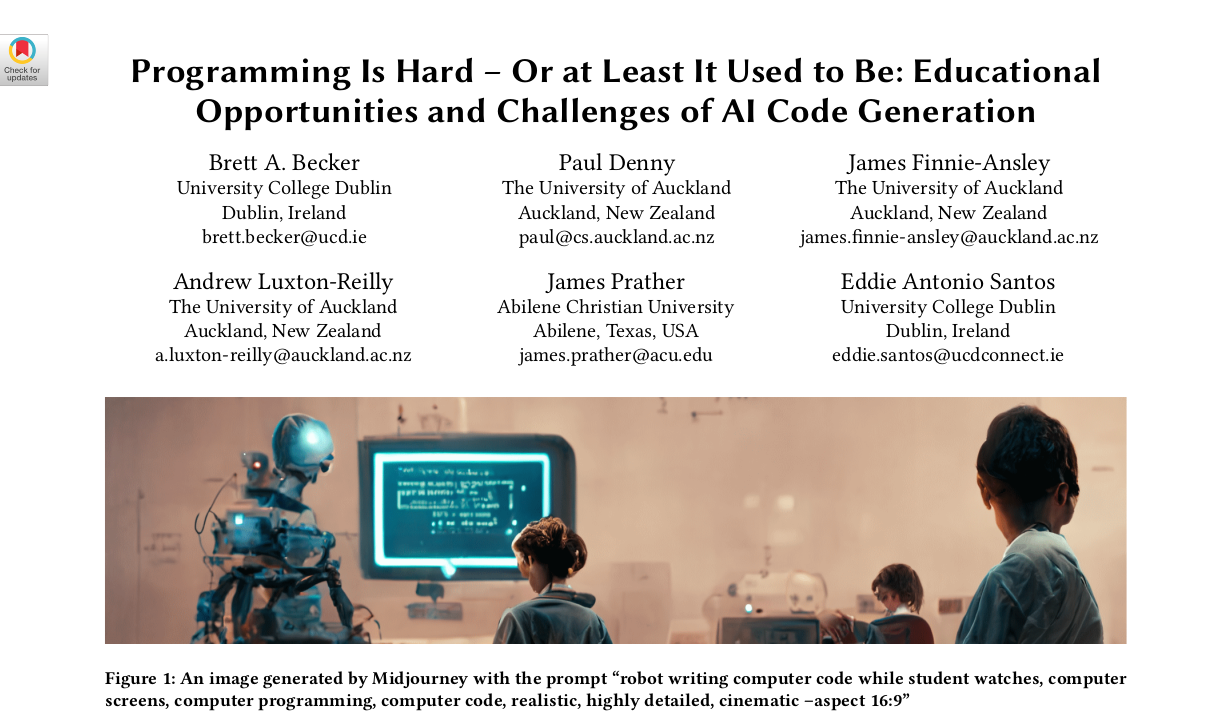 Check for
updates
Programming Is Hard – Or at Least It Used to Be: Educational
Opportunities and Challenges of AI Code Generation
Brett A. Becker
University College Dublin
Dublin, Ireland
brett.becker@ucd.ie
Paul Denny
The University of Auckland
Auckland, New Zealand
paul@cs.auckland.ac.nz
James Finnie-Ansley
The University of Auckland
Auckland, New Zealand
james.finnie-ansley@auckland.ac.nz
Andrew Luxton-Reilly
The University of Auckland
Auckland, New Zealand
a.luxton-reilly@auckland.ac.nz
James Prather
Abilene Christian University
Abilene, Texas, USA
james.prather@acu.edu
Eddie Antonio Santos
University College Dublin
Dublin, Ireland
eddie.santos@ucdconnect.ie
Figure 1: An image generated by Midjourney with the prompt “robot writing computer code while student watches, computer
screens, computer programming, computer code, realistic, highly detailed, cinematic –aspect 16:9”